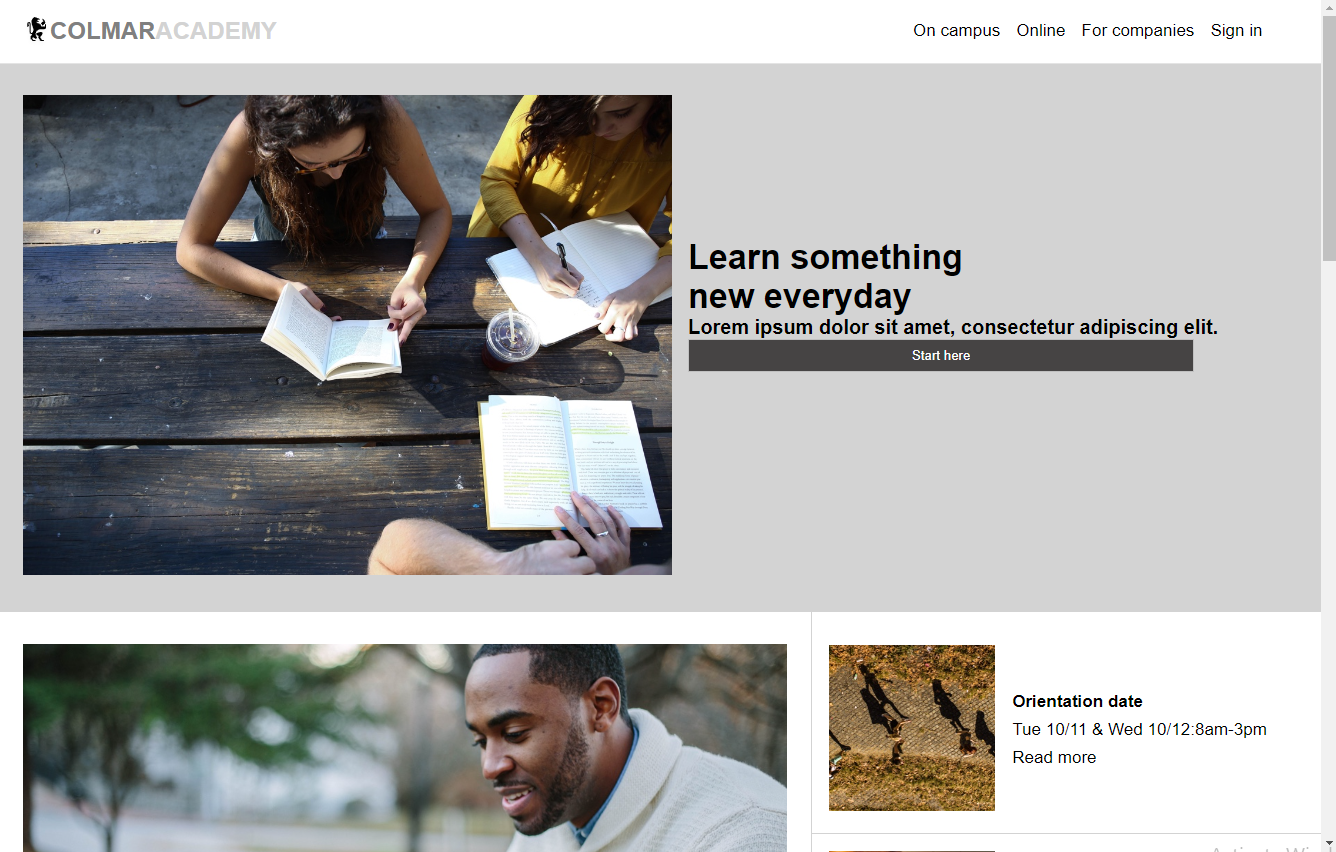 COLMARACADEMY
On campus Online For companies Sign in
Learn something
new everyday
Lorem ipsum dolor sit amet, consectetur adipiscing elit.
Start here
Orientation date
Tue 10/11 & Wed 10/12:8am-3pm
Read more